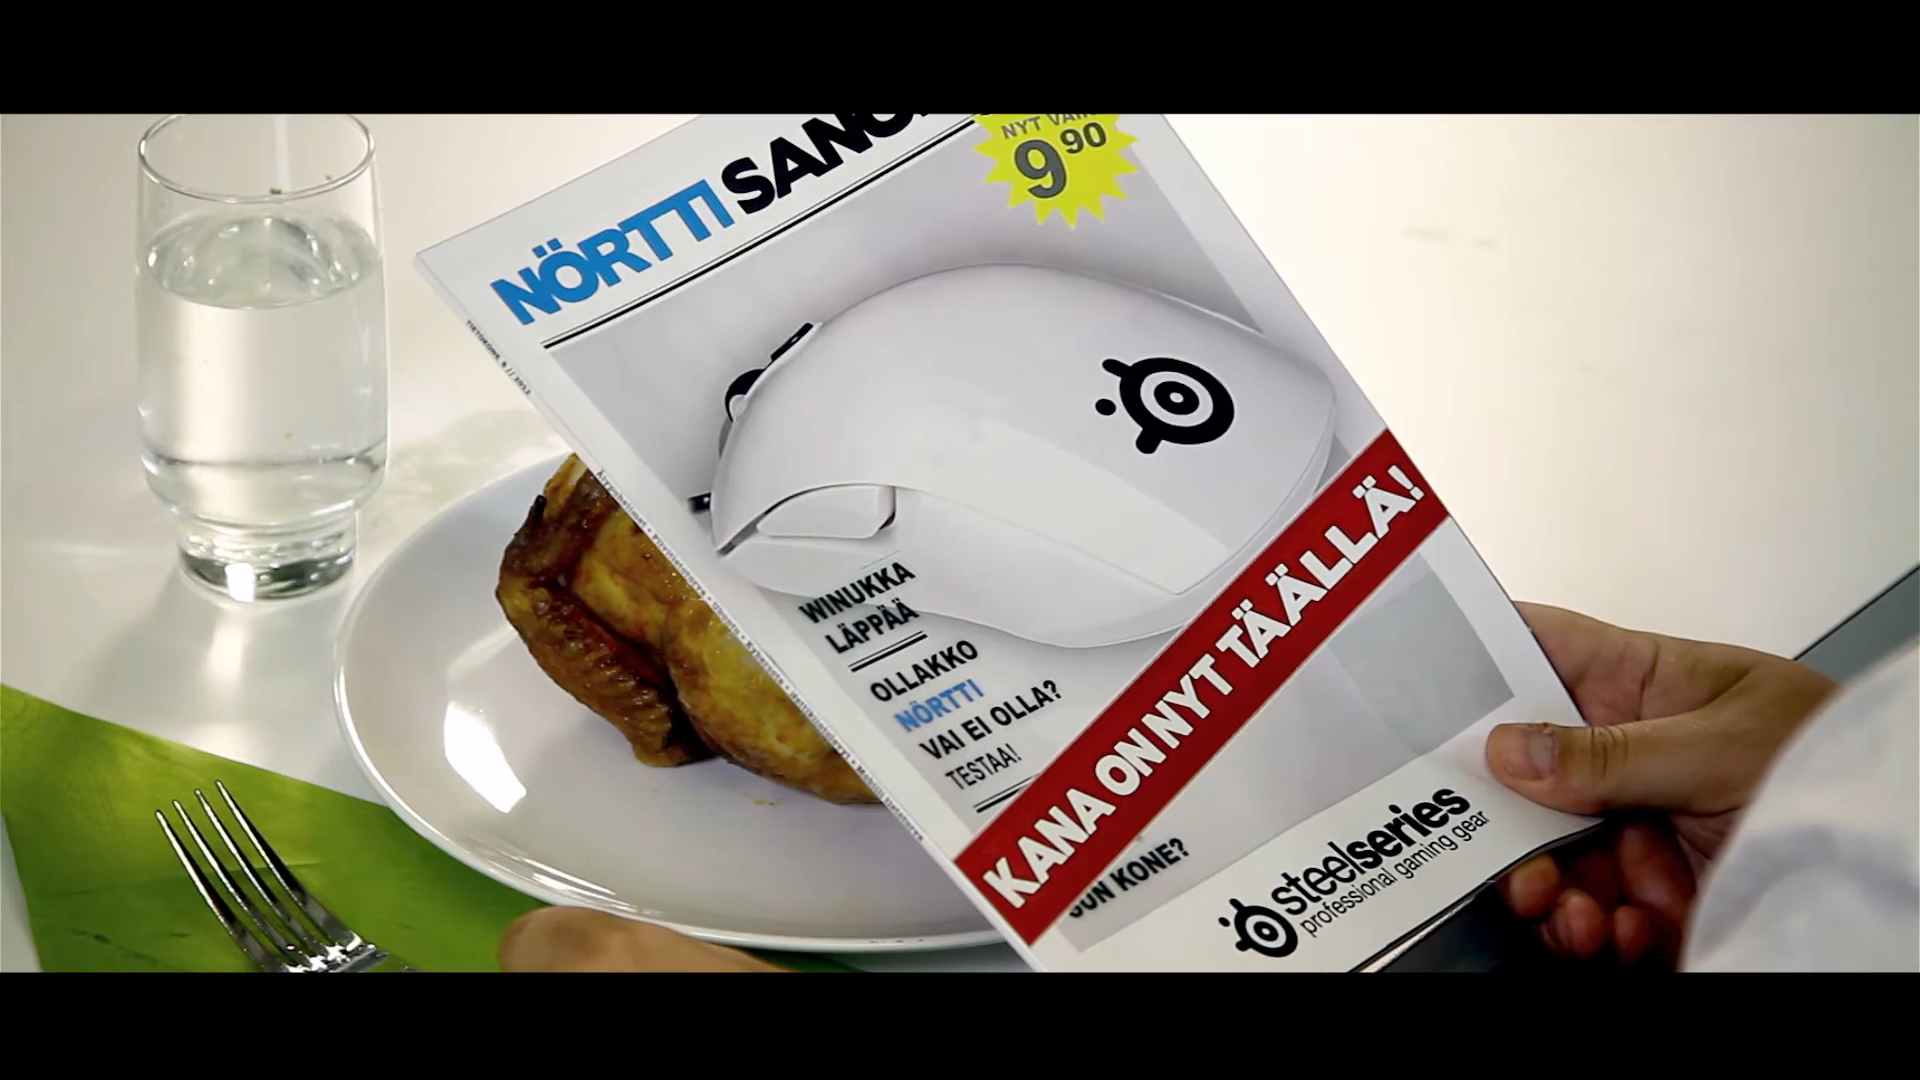 NÖRTTI
NYT VAIN
9 90
WINUKKA
LÄPPÄÄ
OLLAKKO
NÖRTTI
VAI EI OLLA?
TESTAA!
KANA ON NYT TÄÄLLÄ!
SUN KONE?
steelseries
professional gaming gear